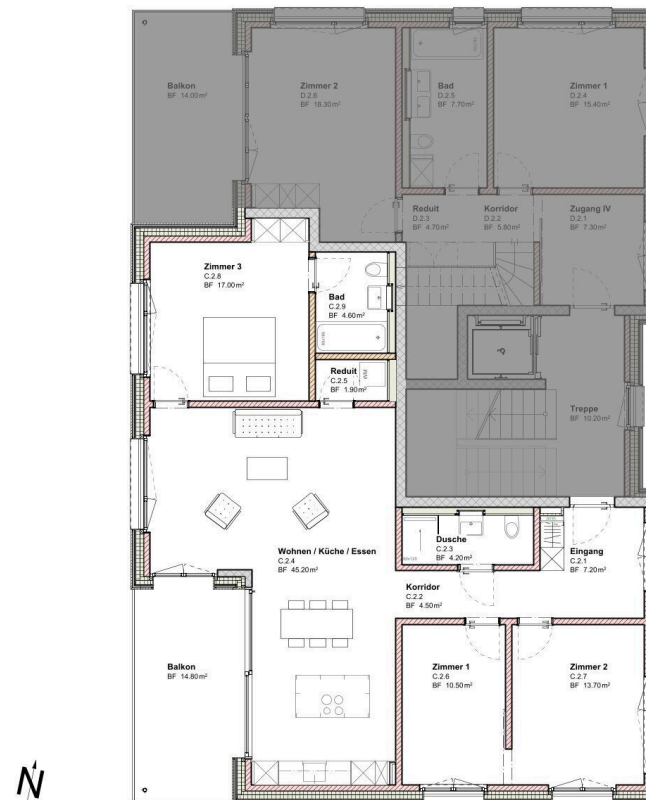 Balkon
BF 14.00m²
Zimmer 2
D.2.6
BF 18.30m²
Bad
D.2.5
BF 7.70m²
Zimmer 1
D.2.4
BF 15.40m²
Reduit
D.2.3
BF 4.70m²
Korridor
D.2.2
BF 5.80m²
Zugang IV
D.2.1
BF 7.30m²
Zimmer 3
C.2.8
BF 17.00m²
Bad
C.2.9
BF 4.60m²
Reduit
C.2.5
BF 1.90m²
WM
Treppe
BF 10.20m²
Wohnen / Küche / Essen
C.2.4
BF 45.20m²
Dusche
C.2.3
BF 4.20m²
Eingang
C.2.1
BF 7.20m²
Korridor
C.2.2
BF 4.50m²
Balkon
BF 14.80m²
Zimmer 1
C.2.6
BF 10.50m²
Zimmer 2
C.2.7
BF 13.70m²
N